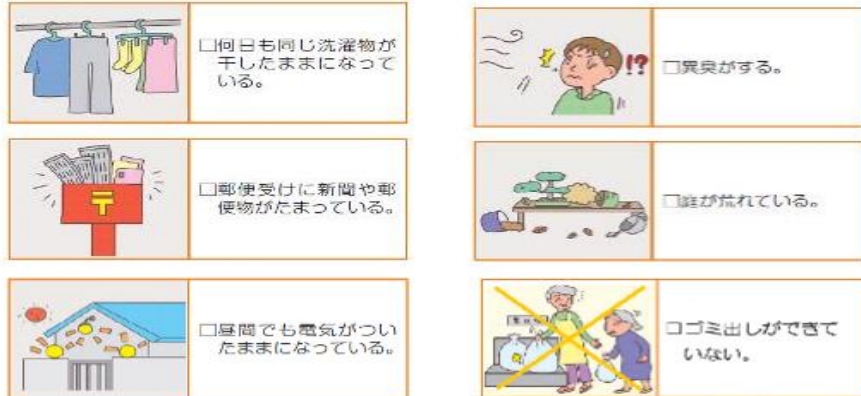 □何日も同じ洗濯物が
干したままになって
いる。
□郵便受けに新聞や郵
便物がたまっている。
〒
□昼間でも電気がつい
たままになっている。
!?
□異臭がする。
□庭が荒れている。
□ゴミ出しができて
いない。